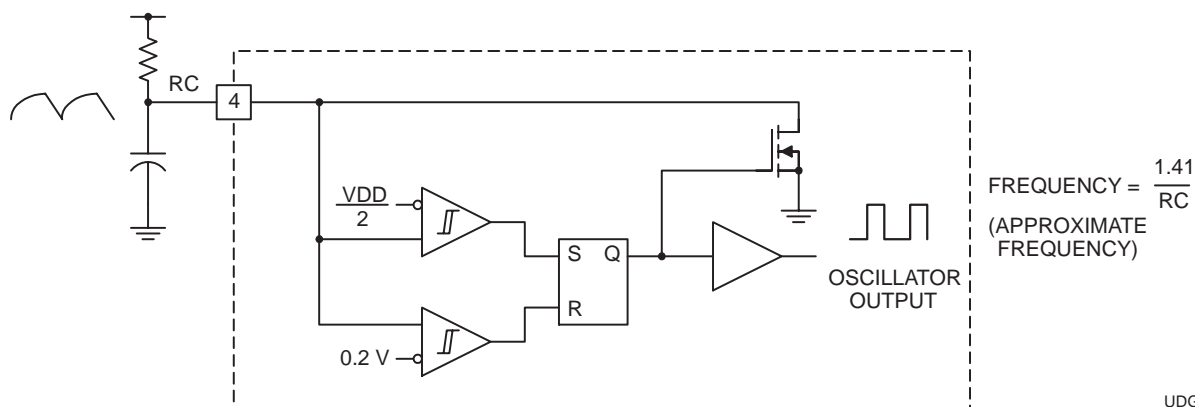 RC
4
VDD
2
0.2 V
S Q
R
OSCILLATOR
OUTPUT
FREQUENCY = 1.41
RC
(APPROXIMATE
FREQUENCY)
UDG